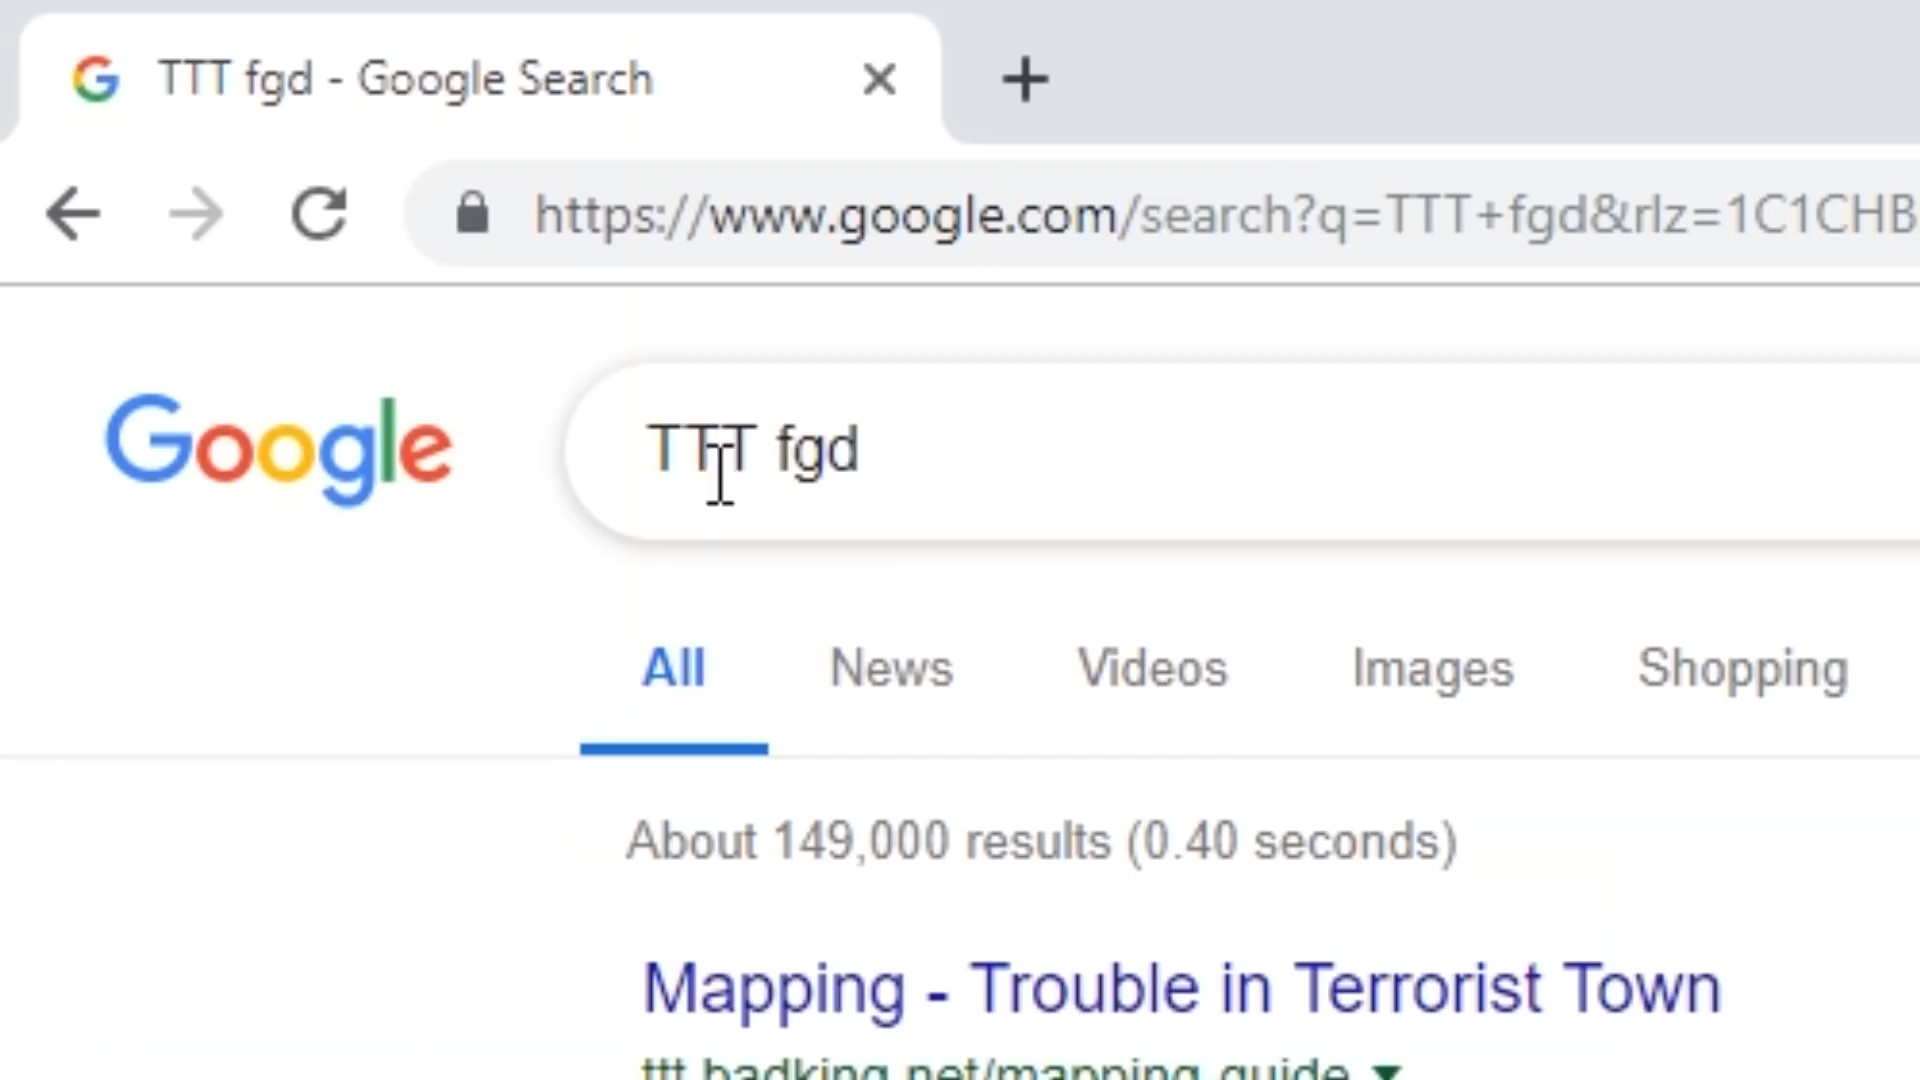 TTT fgd - Google Search
https://www.google.com/search?q=TTT+fgd&rlz=1C1CHB
Google TTT fgd
All News Videos Images Shopping
About 149,000 results (0.40 seconds)
Mapping - Trouble in Terrorist Town
ttt.badking.net/mapping-guide